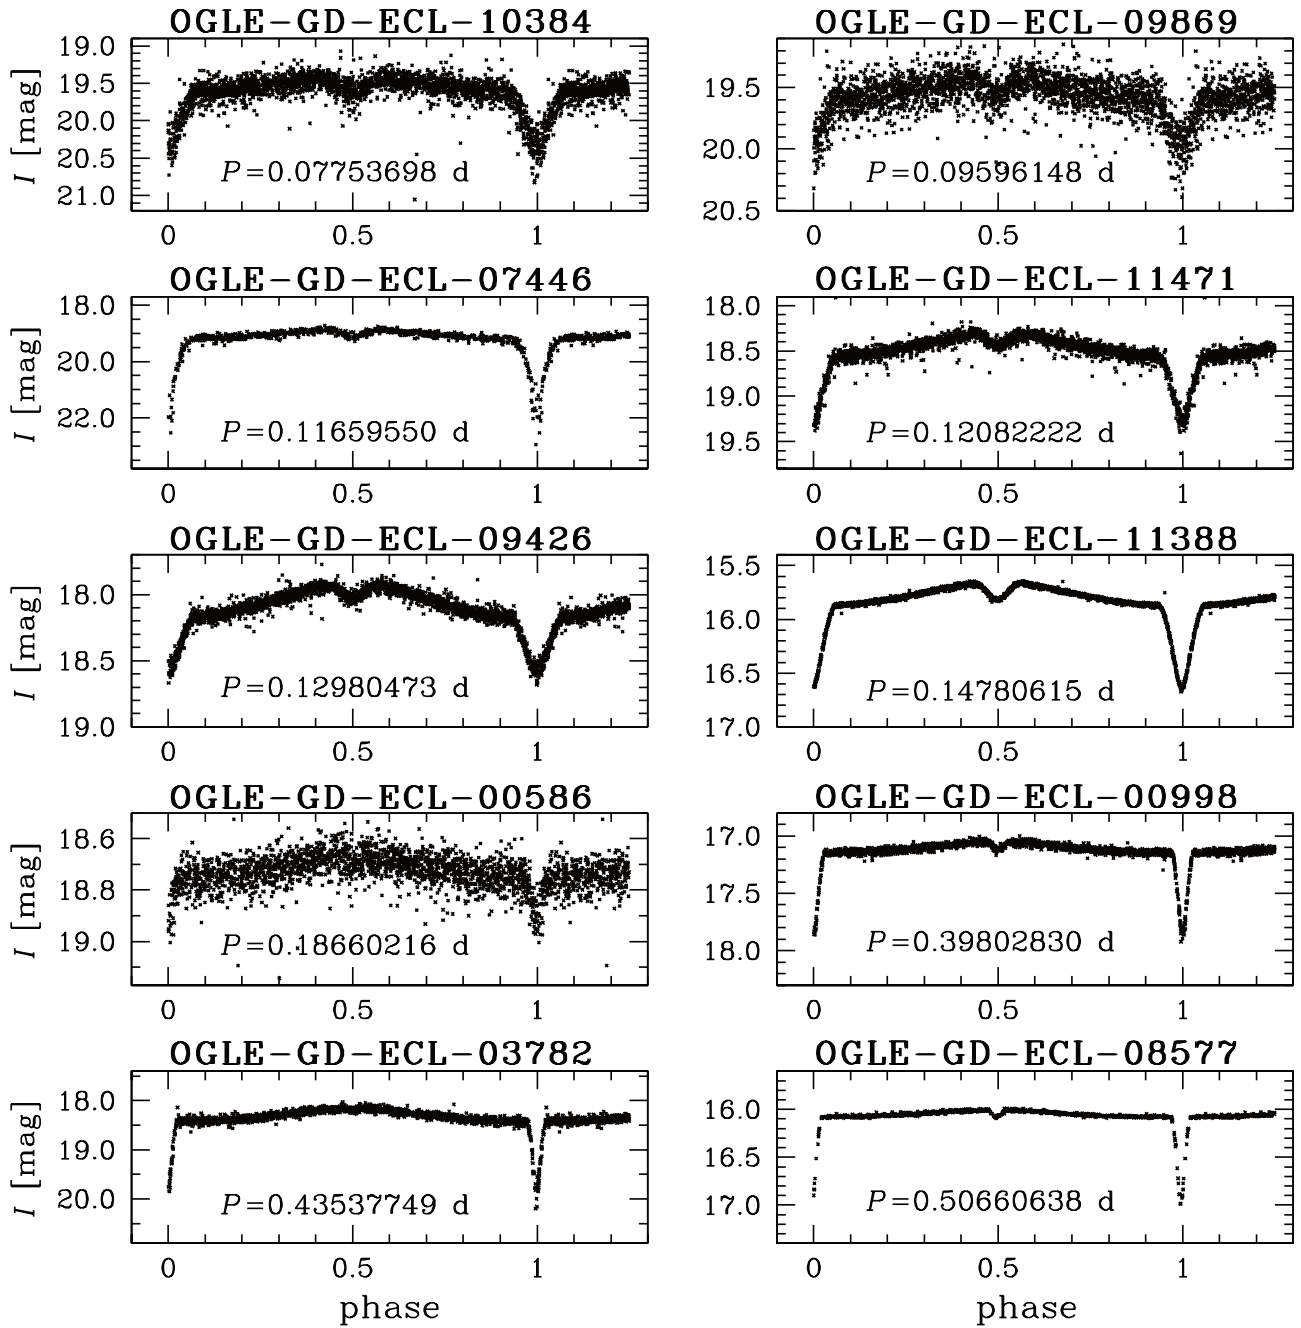 OGLE-GD-ECL-10384
19.0
19.5
20.0
20.5
21.0
I [mag]
P=0.07753698 d
0 0.5 1
OGLE-GD-ECL-09869
19.5
20.0
20.5
P=0.09596148 d
0 0.5 1
OGLE-GD-ECL-07446
18.0
20.0
22.0
I [mag]
P=0.11659550 d
0 0.5 1
OGLE-GD-ECL-11471
18.0
18.5
19.0
19.5
P=0.12082222 d
0 0.5 1
OGLE-GD-ECL-09426
18.0
18.5
19.0
I [mag]
P=0.12980473 d
0 0.5 1
OGLE-GD-ECL-11388
15.5
16.0
16.5
17.0
P=0.14780615 d
0 0.5 1
OGLE-GD-ECL-00586
18.6
18.8
19.0
I [mag]
P=0.18660216 d
0 0.5 1
OGLE-GD-ECL-00998
17.0
17.5
18.0
P=0.39802830 d
0 0.5 1
OGLE-GD-ECL-03782
18.0
19.0
20.0
I [mag]
P=0.43537749 d
0 0.5 1
phase
OGLE-GD-ECL-08577
16.0
16.5
17.0
P=0.50660638 d
0 0.5 1
phase